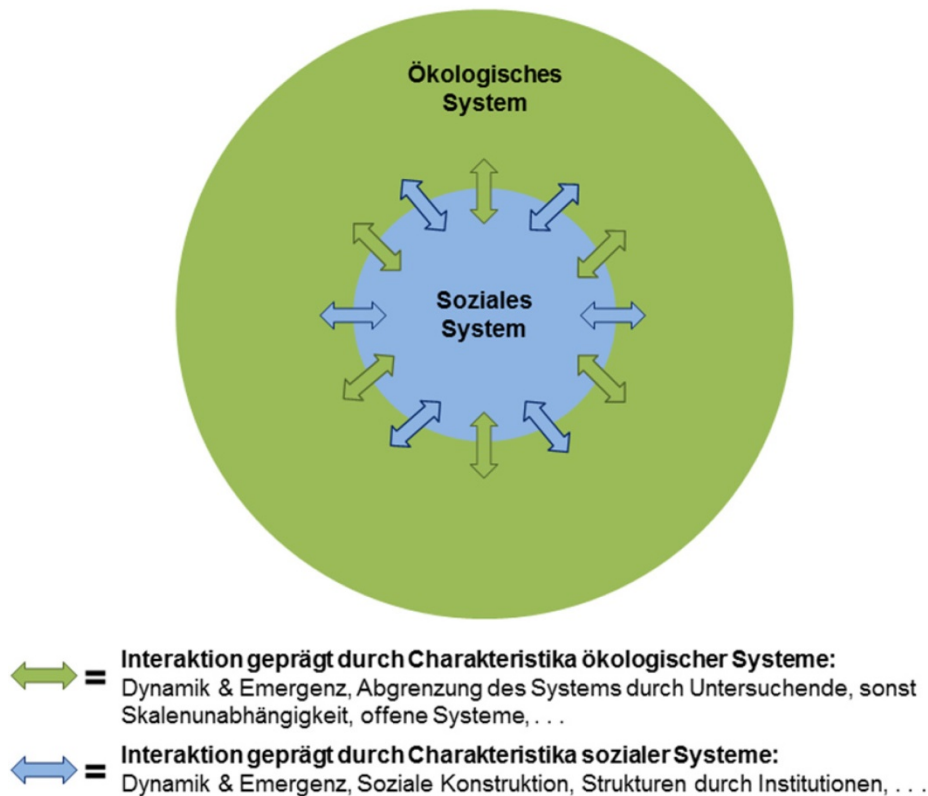 Ökologisches
System
Soziales
System
= Interaktion geprägt durch Charakteristika ökologischer Systeme:
Dynamik & Emergenz, Abgrenzung des Systems durch Untersuchende, sonst
Skalenunabhängigkeit, offene Systeme, . . .
= Interaktion geprägt durch Charakteristika sozialer Systeme:
Dynamik & Emergenz, Soziale Konstruktion, Strukturen durch Institutionen, . . .